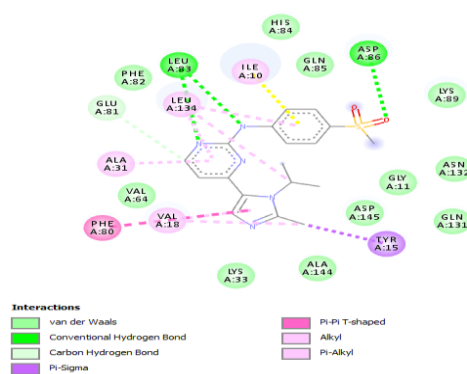 HIS
A:84
LEU
A:83
ILE
A:10
GLN
A:85
ASP
A:86
PHE
A:82
LYS
A:89
GLU
A:81
LEU
A:134
N
N
N
O
S
O
ALA
A:31
GLY
A:11
ASN
A:132
VAL
A:64
N
ASP
A:145
GLN
A:131
PHE
A:80
VAL
A:18
N
TYR
A:15
LYS
A:33
ALA
A:144
Interactions
van der Waals
Conventional Hydrogen Bond
Carbon Hydrogen Bond
Pi-Sigma
Pi-Pi T-shaped
Alkyl
Pi-Alkyl